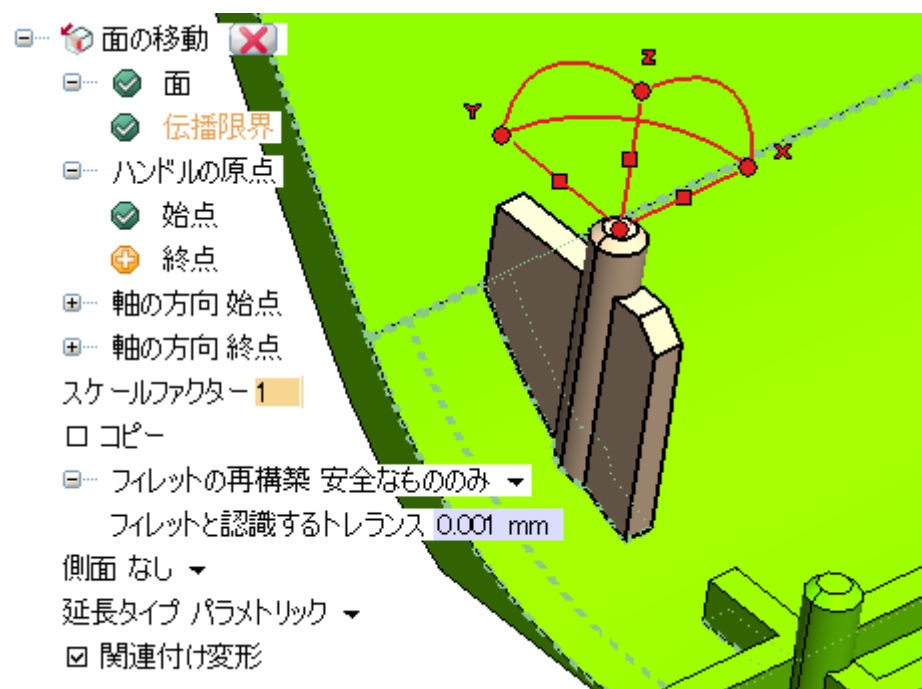 面の移動
面
伝播限界
ハンドルの原点
始点
終点
軸の方向 始点
軸の方向 終点
スケールファクター 1
コピー
フィレットの再構築 安全なもののみ
フィレットと認識するトレランス 0.001 mm
側面 なし
延長タイプ パラメトリック
関連付け変形
Z
Y
X